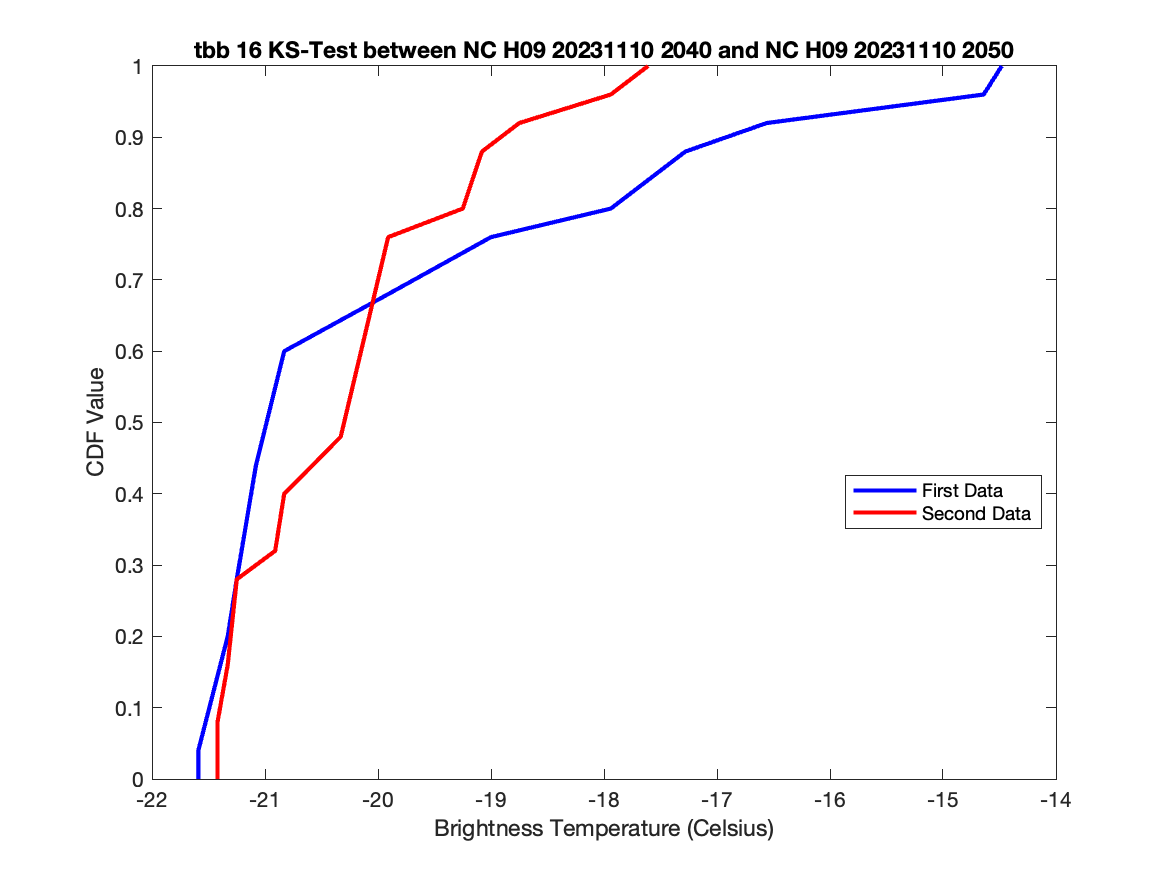 tbb 16 KS-Test between NC H09 20231110 2040 and NC H09 20231110 2050
1
0.9
0.8
0.7
0.6
0.5
0.4
0.3
0.2
0.1
0
CDF Value
First Data
Second Data
-22 -21 -20 -19 -18 -17 -16 -15 -14
Brightness Temperature (Celsius)